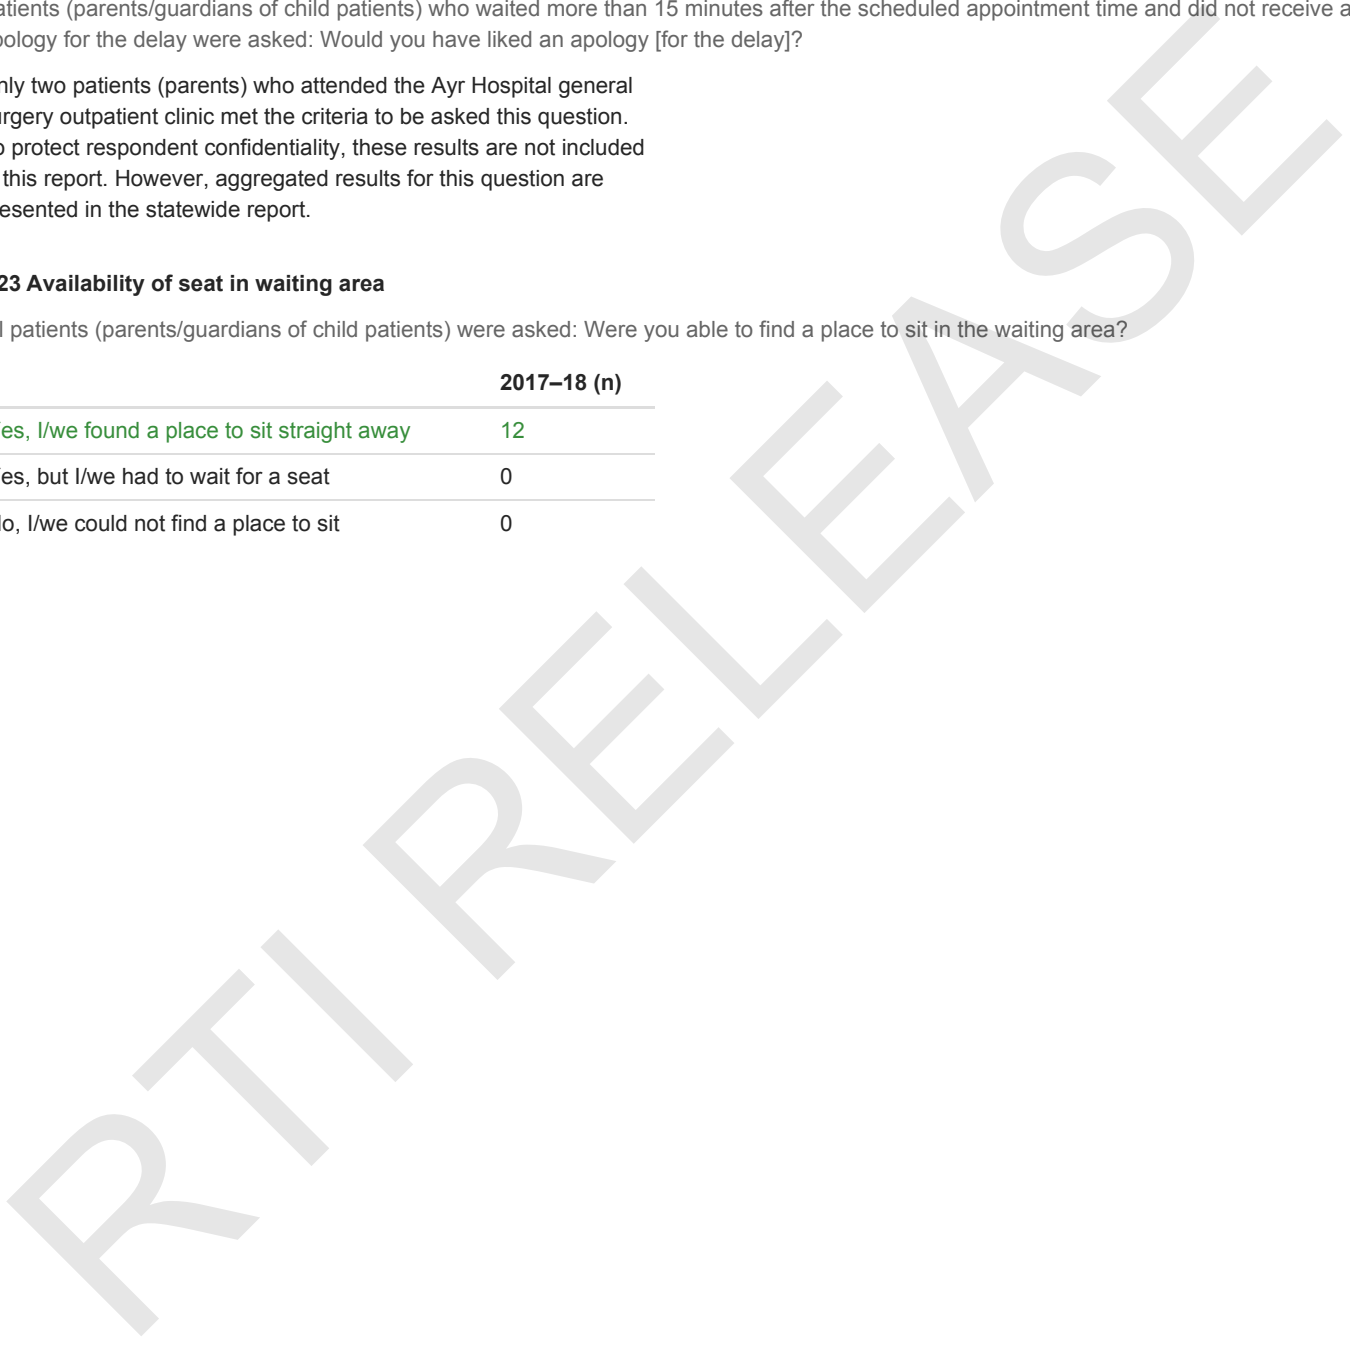 atients (parents/guardians of child patients) who waited more than 15 minutes after the scheduled appointment time and did not receive a
pology for the delay were asked: Would you have liked an apology [for the delay]?
nly two patients (parents) who attended the Ayr Hospital general
urgery outpatient clinic met the criteria to be asked this question.
o protect respondent confidentiality, these results are not included
this report. However, aggregated results for this question are
esented in the statewide report.
23 Availability of seat in waiting area
l patients (parents/guardians of child patients) were asked: Were you able to find a place to sit in the waiting area?
2017–18 (n)
es, I/we found a place to sit straight away 12
es, but I/we had to wait for a seat 0
o, I/we could not find a place to sit 0
RTI RELEASE